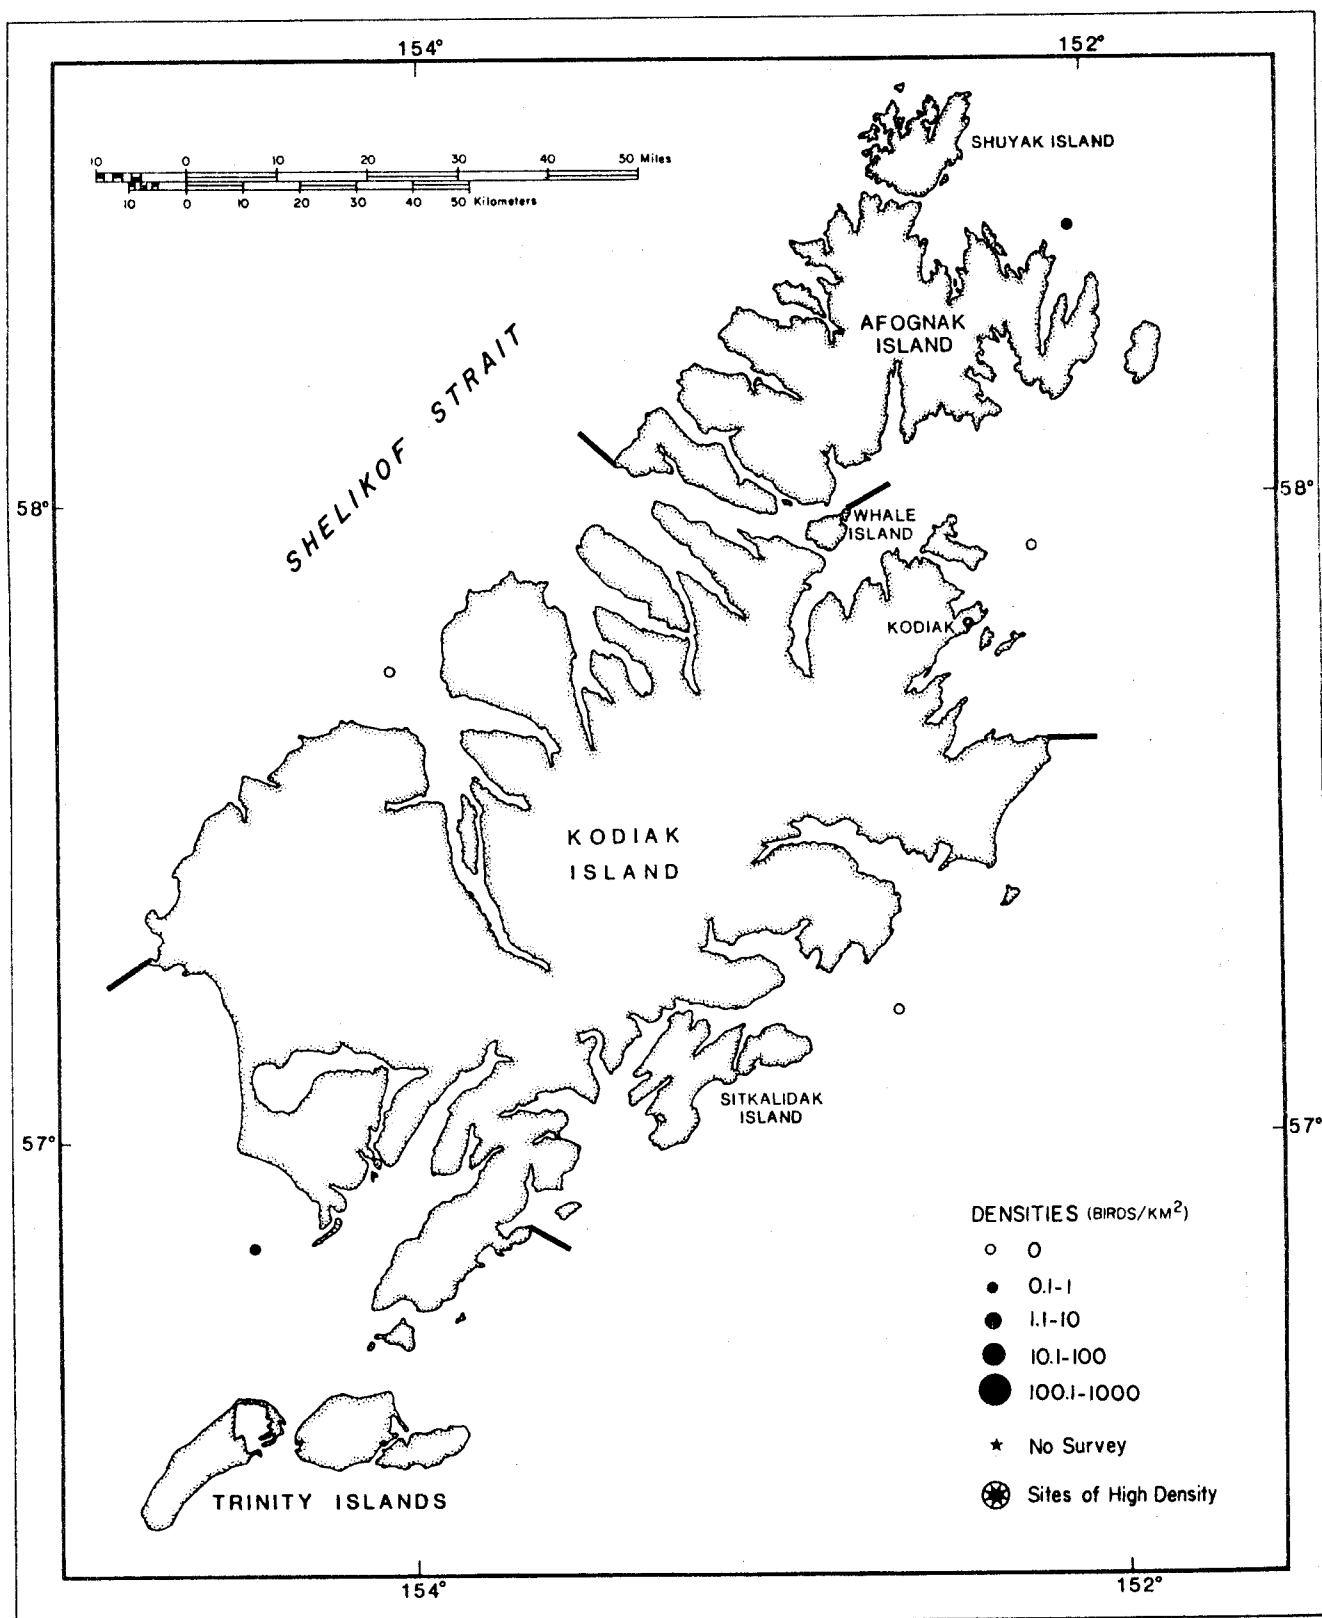 154°
152°
SHUYAK ISLAND
10 0 10 20 30 40 50 Miles
10 0 10 20 30 40 50 Kilometers
AFOGNAK
ISLAND
SHELIKOF STRAIT
58°
58°
WHALE
ISLAND
KODIAK
KODIAK
ISLAND
SITKALIDAK
ISLAND
57°
57°
DENSITIES (BIRDS/KM²)
0
0.1-1
1.1-10
10.1-100
100.1-1000
No Survey
Sites of High Density
TRINITY ISLANDS
154°
152°